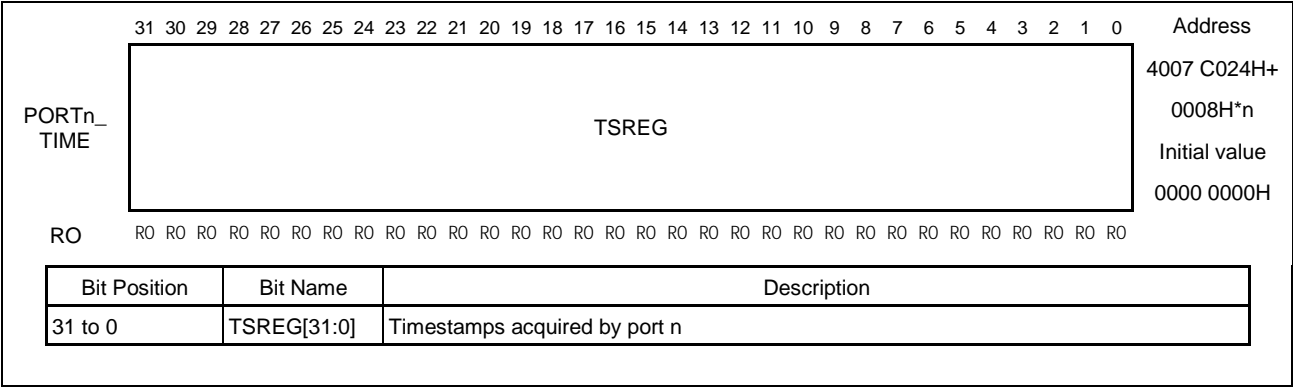 31 30 29 28 27 26 25 24 23 22 21 20 19 18 17 16 15 14 13 12 11 10 9 8 7 6 5 4 3 2 1 0 Address
4007 C024H+
PORTn_
TIME
TSREG
0008H*n
Initial value
0000 0000H
RO RO RO RO RO RO RO RO RO RO RO RO RO RO RO RO RO RO RO RO RO RO RO RO RO RO RO RO RO RO RO RO RO
Bit Position Bit Name Description
31 to 0 TSREG[31:0] Timestamps acquired by port n